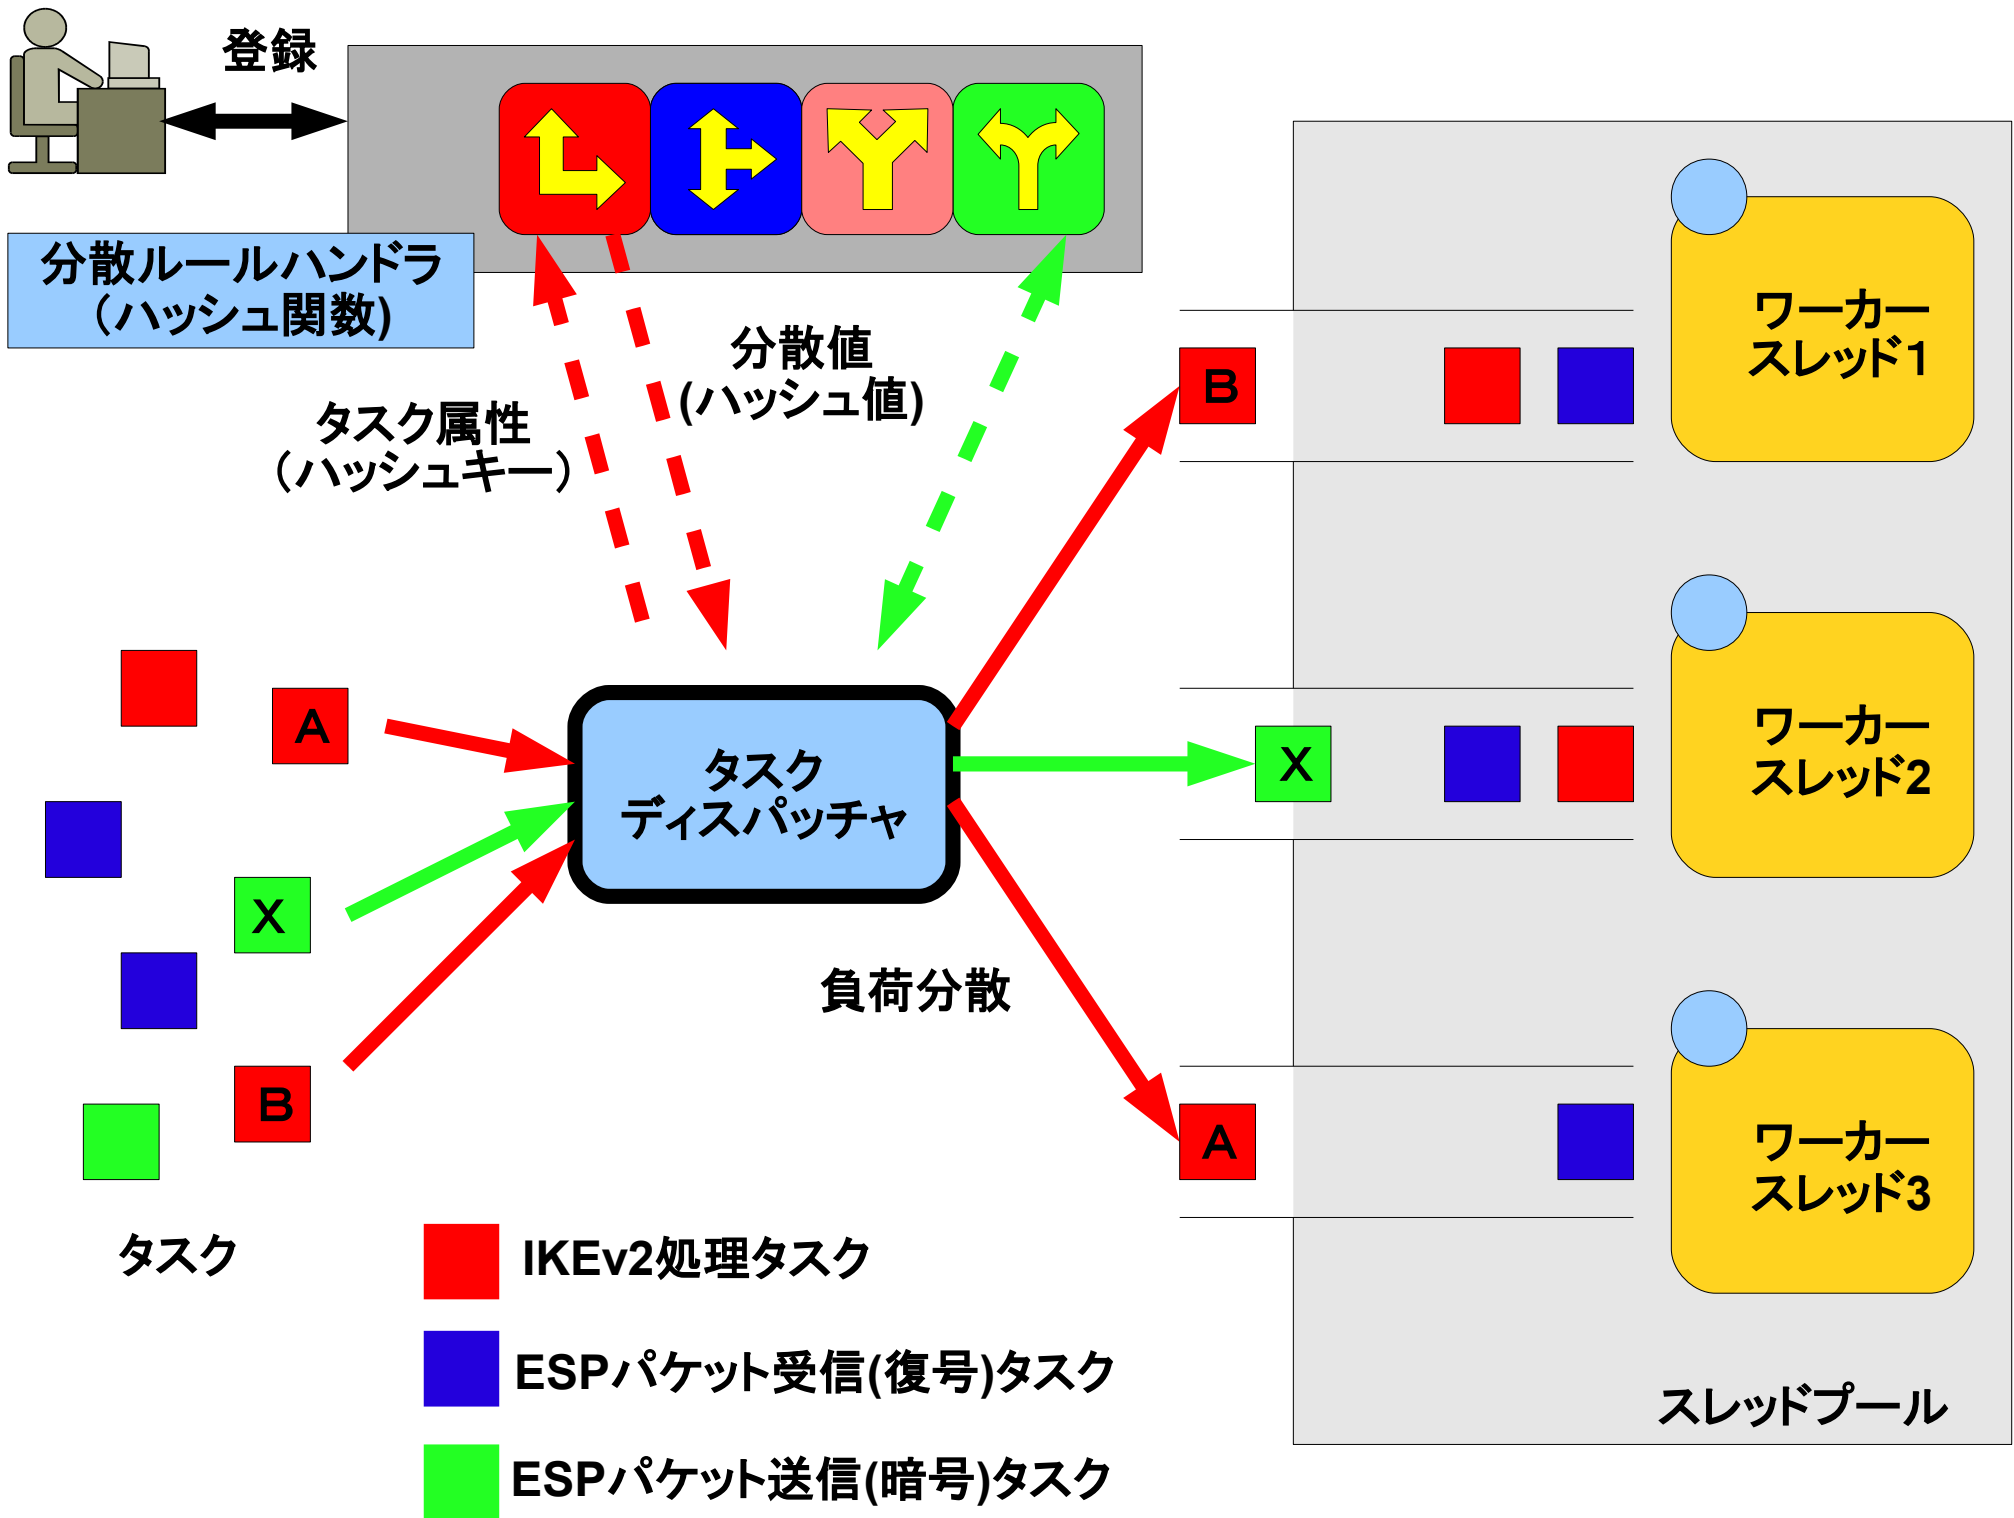 登録
分散ルールハンドラ
（ハッシュ関数)
分散値
(ハッシュ値)
タスク属性
（ハッシュキー）
ワーカー
スレッド１
B
A
X
B
タスク
ディスパッチャ
X
ワーカー
スレッド2
負荷分散
A
ワーカー
スレッド3
タスク
IKEv2処理タスク
ESPパケット受信(復号)タスク
ESPパケット送信(暗号)タスク
スレッドプール